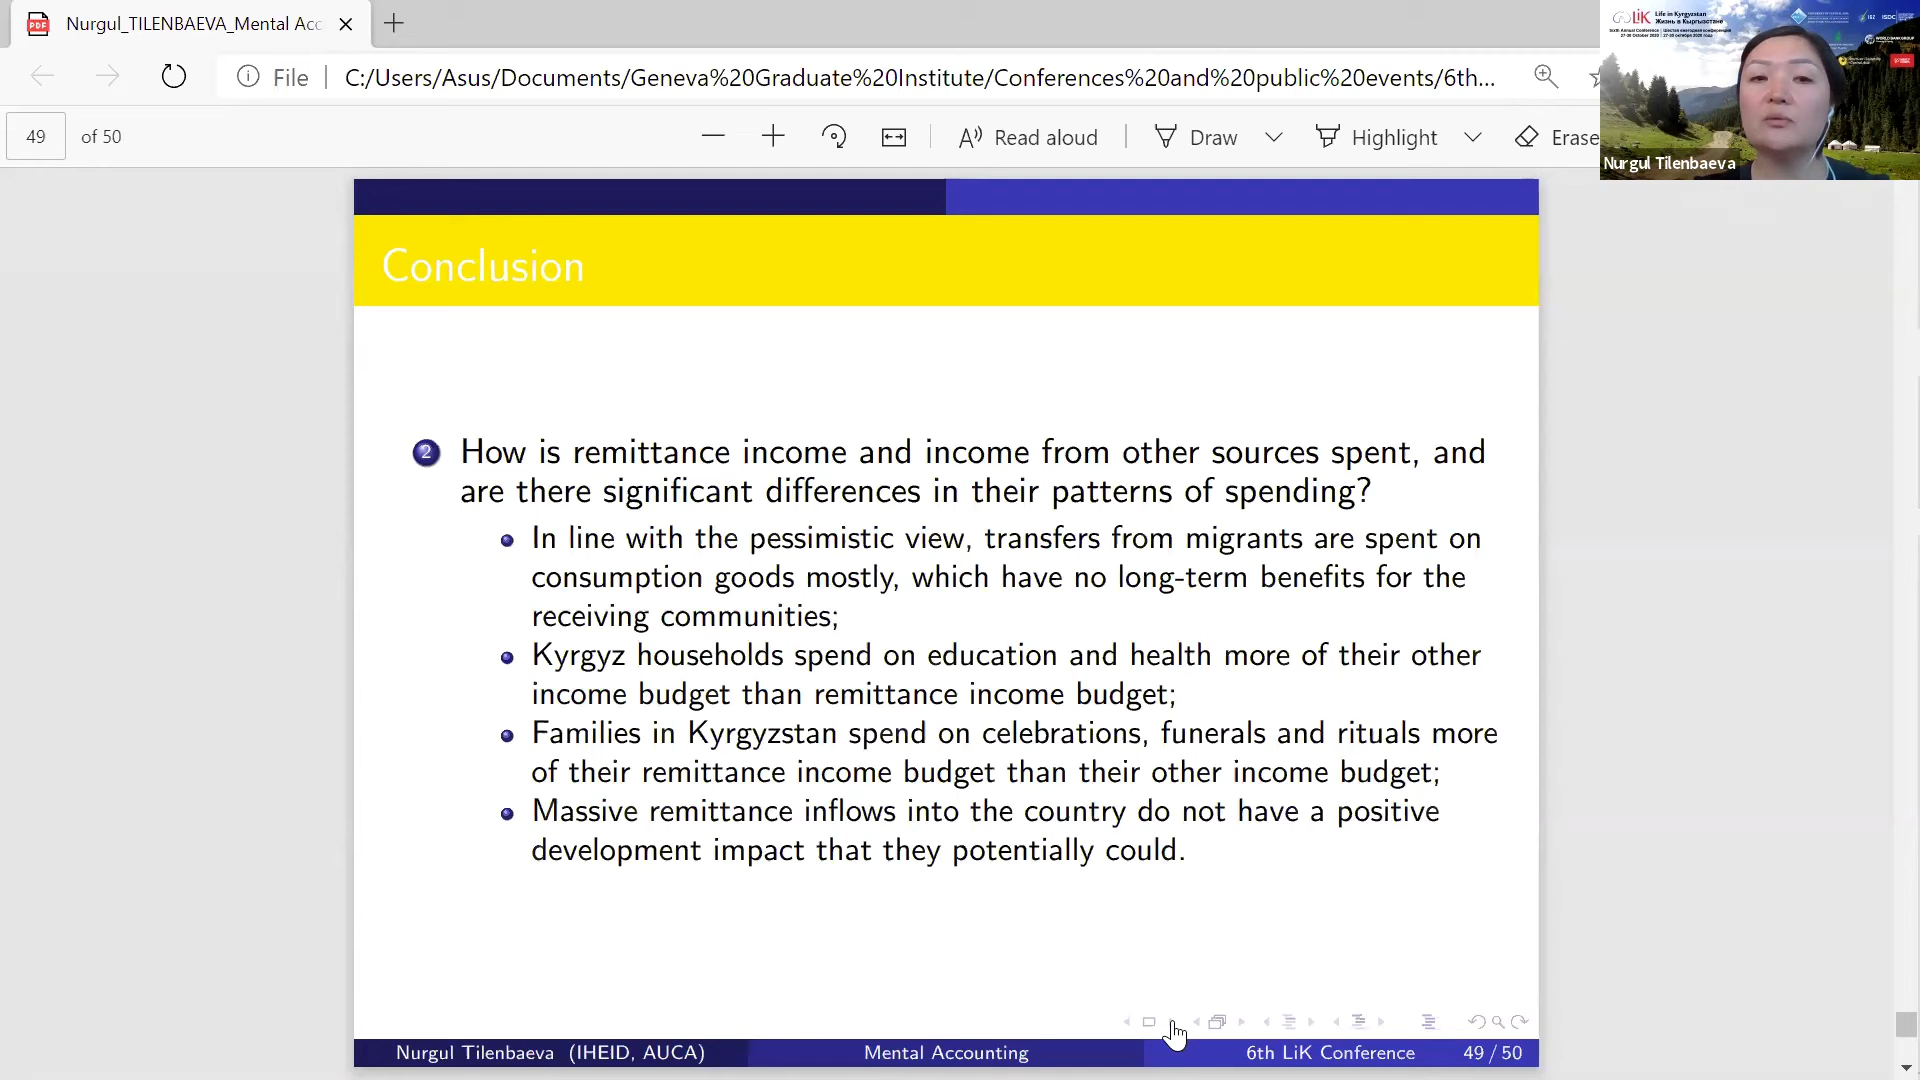 Nurgul_TILENBAEVA_Mental Acc
File
C:/Users/Asus/Documents/Geneva%20Graduate%20Institute/Conferences%20and%20public%20events/6th...
49 of 50
Read aloud
Draw
Highlight
Erase
LiK Life in Kyrgyzstan
Жизнь в Кыргызстане
Nurgul Tilenbaeva
Conclusion
2 How is remittance income and income from other sources spent, and
are there significant differences in their patterns of spending?
In line with the pessimistic view, transfers from migrants are spent on
consumption goods mostly, which have no long-term benefits for the
receiving communities;
Kyrgyz households spend on education and health more of their other
income budget than remittance income budget;
Families in Kyrgyzstan spend on celebrations, funerals and rituals more
of their remittance income budget than their other income budget;
Massive remittance inflows into the country do not have a positive
development impact that they potentially could.
Nurgul Tilenbaeva (IHEID, AUCA)
Mental Accounting
6th LiK Conference
49 / 50